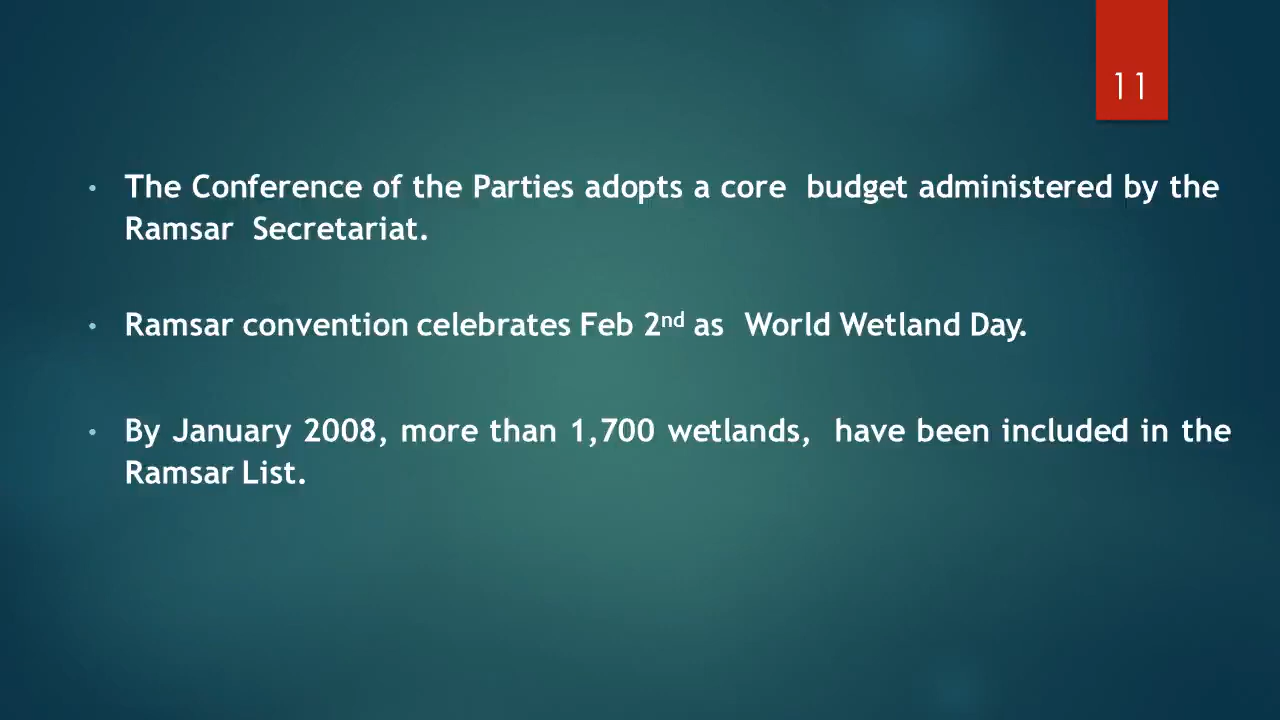 11
• The Conference of the Parties adopts a core budget administered by the
Ramsar Secretariat.
• Ramsar convention celebrates Feb 2nd as World Wetland Day.
• By January 2008, more than 1,700 wetlands, have been included in the
Ramsar List.